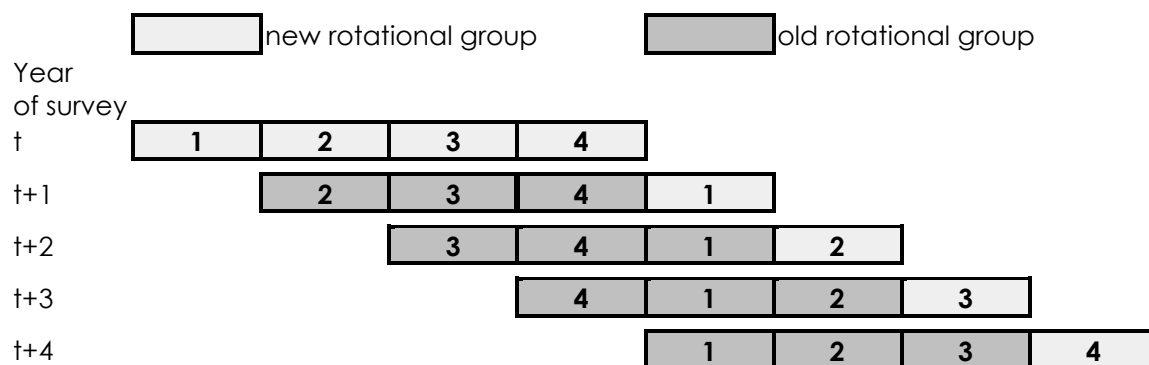 new rotational group old rotational group
Year
of survey
t 1 2 3 4
t+1 2 3 4 1
t+2 3 4 1 2
t+3 4 1 2 3
t+4 1 2 3 4